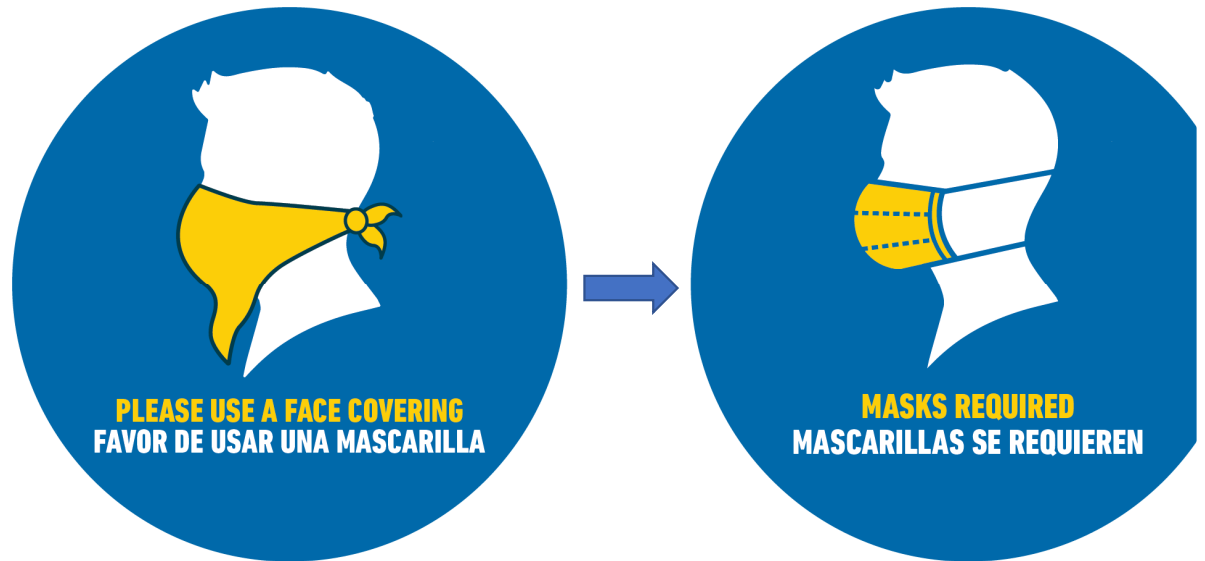 PLEASE USE A FACE COVERING
FAVOR DE USAR UNA MASCARILLA
MASKS REQUIRED
MASCARILLAS SE REQUIEREN